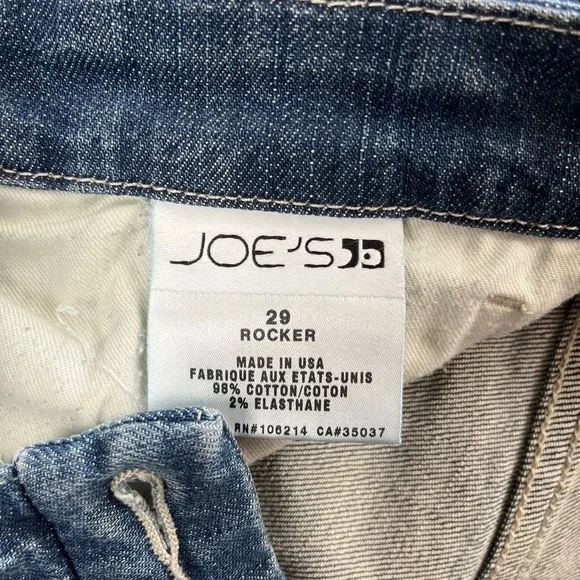 JOE'S
29
ROCKER
MADE IN USA
FABRIQUE AUX ETATS-UNIS
98% COTTON/COTON
2% ELASTHANE
RN#106214 CA#35037